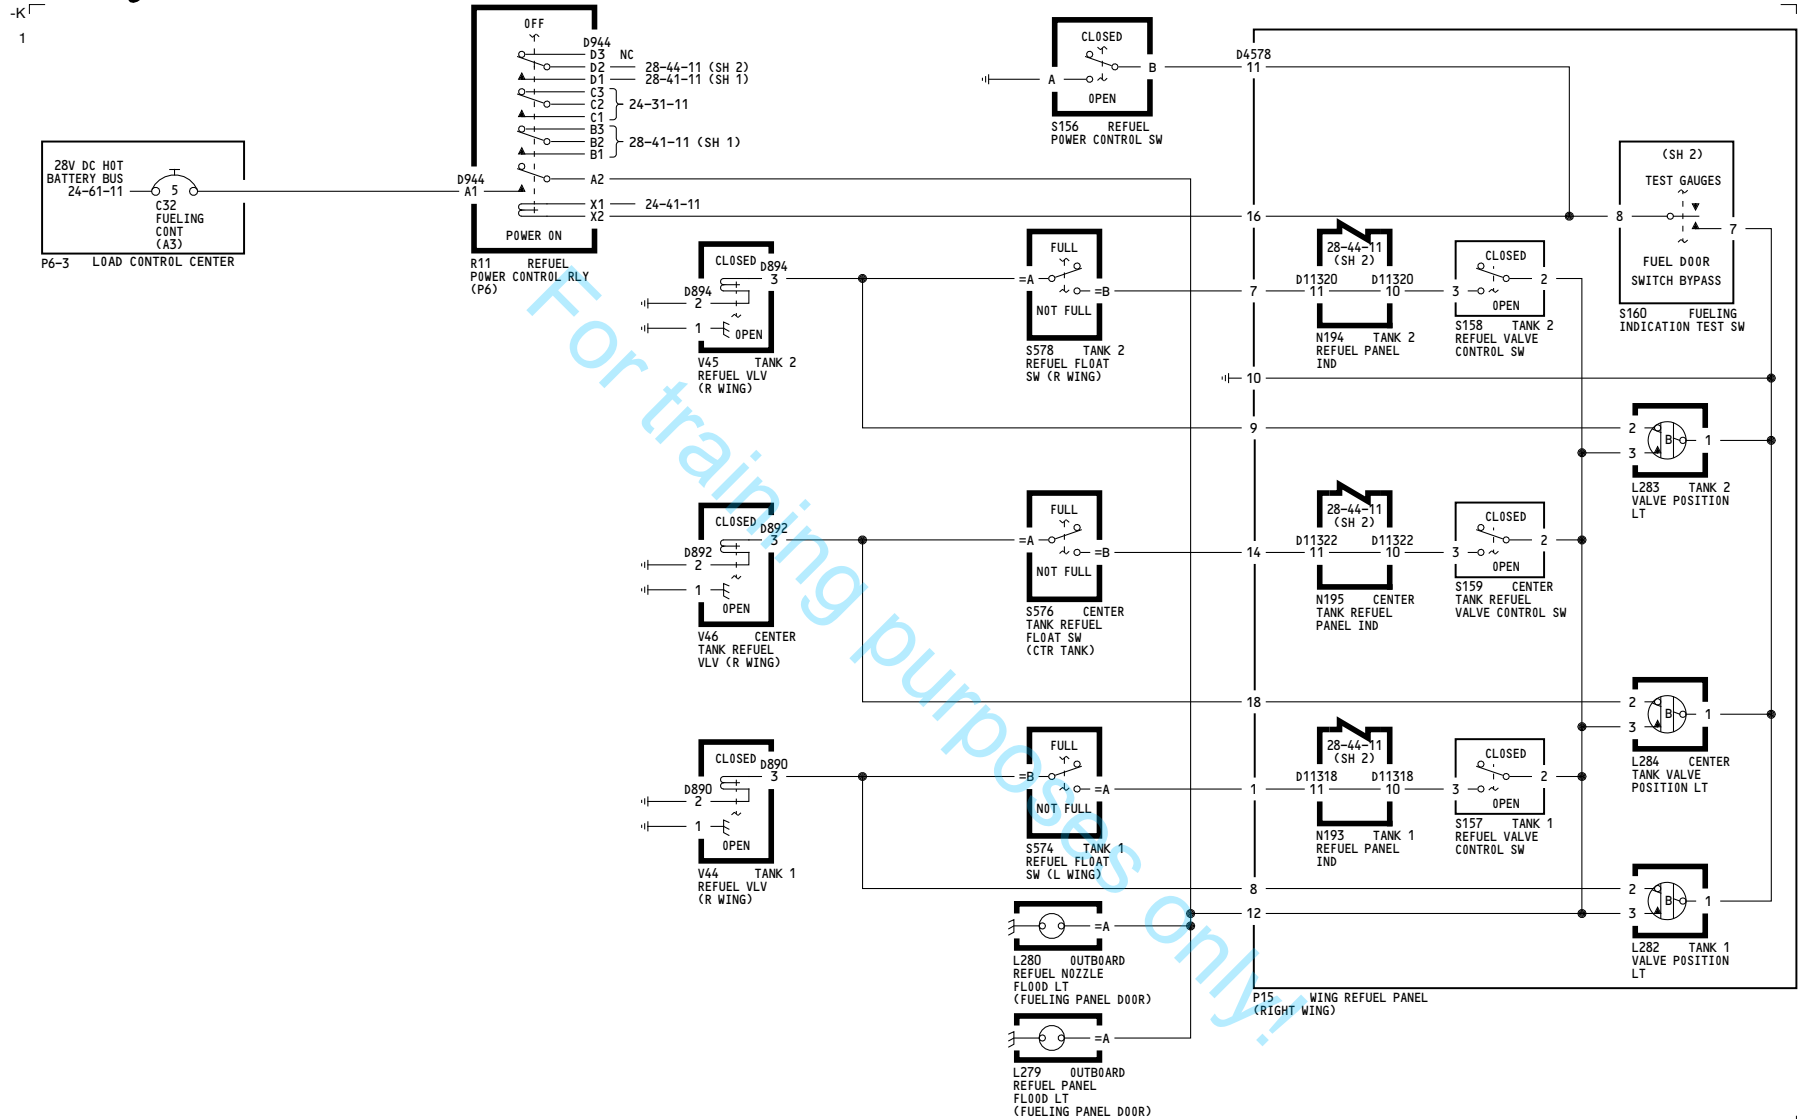 -K
1
OFF
D944
D3 NC
D2 28-44-11 (SH 2)
D1 28-41-11 (SH 1)
C3
C2 24-31-11
C1
B3
B2 28-41-11 (SH 1)
B1
D944
A1
A2
X1 24-41-11
X2
POWER ON
R11 REFUEL
POWER CONTROL RLY
(P6)
28V DC HOT
BATTERY BUS
24-61-11
5
C32
FUELING
CONT
(A3)
P6-3 LOAD CONTROL CENTER
CLOSED
A
B
OPEN
S156 REFUEL
POWER CONTROL SW
D4578
11
16
(SH 2)
TEST GAUGES
8
7
FUEL DOOR
SWITCH BYPASS
S160 FUELING
INDICATION TEST SW
CLOSED
D894
3
D894
2
1
OPEN
V45 TANK 2
REFUEL VLV
(R WING)
FULL
=A
=B
NOT FULL
S578 TANK 2
REFUEL FLOAT
SW (R WING)
7
28-44-11
(SH 2)
D11320 D11320
11 10
N194 TANK 2
REFUEL PANEL
IND
CLOSED
2
3
OPEN
S158 TANK 2
REFUEL VALVE
CONTROL SW
10
9
2
B 1
3
L283 TANK 2
VALVE POSITION
LT
CLOSED
D892
3
D892
2
1
OPEN
V46 CENTER
TANK REFUEL
VLV (R WING)
FULL
=A
=B
NOT FULL
S576 CENTER
TANK REFUEL
FLOAT SW
(CTR TANK)
14
28-44-11
(SH 2)
D11322 D11322
11 10
N195 CENTER
TANK REFUEL
PANEL IND
CLOSED
2
3
OPEN
S159 CENTER
TANK REFUEL
VALVE CONTROL SW
18
2
B 1
3
L284 CENTER
TANK VALVE
POSITION LT
CLOSED
D890
3
D890
2
1
OPEN
V44 TANK 1
REFUEL VLV
(R WING)
FULL
=B
=A
NOT FULL
S574 TANK 1
REFUEL FLOAT
SW (L WING)
1
28-44-11
(SH 2)
D11318 D11318
11 10
N193 TANK 1
REFUEL PANEL
IND
CLOSED
2
3
OPEN
S157 TANK 1
REFUEL VALVE
CONTROL SW
8
12
2
B 1
3
L282 TANK 1
VALVE POSITION
LT
=A
L280 OUTBOARD
REFUEL NOZZLE
FLOOD LT
(FUELING PANEL DOOR)
P15 WING REFUEL PANEL
(RIGHT WING)
=A
L279 OUTBOARD
REFUEL PANEL
FLOOD LT
(FUELING PANEL DOOR)
For training purposes only!